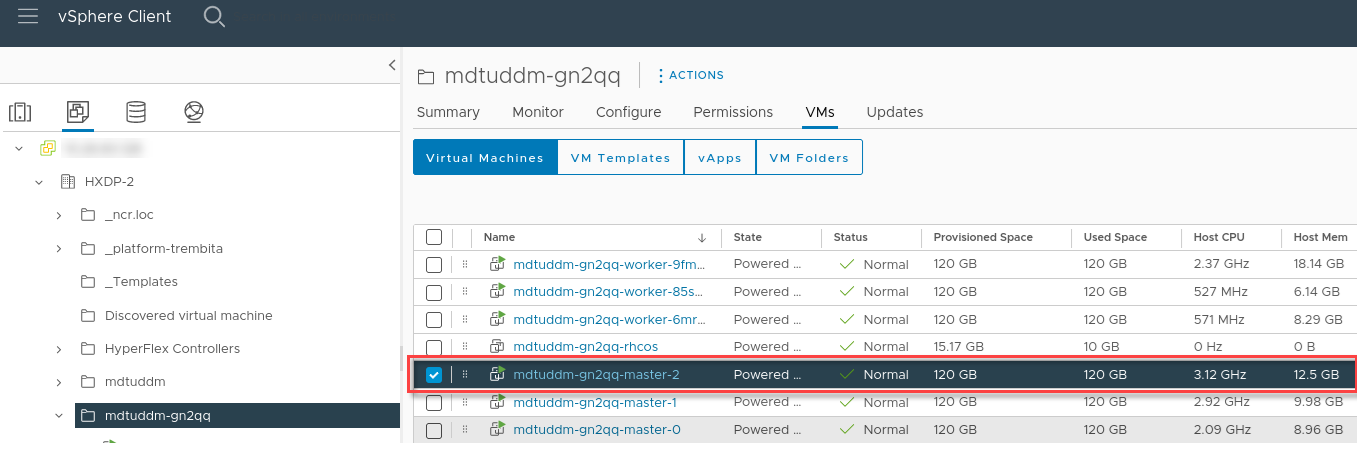 vSphere Client
mdtuddm-gn2qq ACTIONS
Summary Monitor Configure Permissions VMs Updates
Virtual Machines VM Templates vApps VM Folders
HXDP-2
_ncr.loc
_platform-trembita
_Templates
Discovered virtual machine
HyperFlex Controllers
mdtuddm
mdtuddm-gn2qq
Name State Status Provisioned Space Used Space Host CPU Host Mem
mdtuddm-gn2qq-worker-9fm... Powered ... Normal 120 GB 120 GB 2.37 GHz 18.14 GB
mdtuddm-gn2qq-worker-85s... Powered ... Normal 120 GB 120 GB 527 MHz 6.14 GB
mdtuddm-gn2qq-worker-6mr... Powered ... Normal 120 GB 120 GB 571 MHz 8.29 GB
mdtuddm-gn2qq-rhcos Powered ... Normal 15.17 GB 10 GB 0 Hz 0 B
mdtuddm-gn2qq-master-2 Powered ... Normal 120 GB 120 GB 3.12 GHz 12.5 GB
mdtuddm-gn2qq-master-1 Powered ... Normal 120 GB 120 GB 2.92 GHz 9.98 GB
mdtuddm-gn2qq-master-0 Powered ... Normal 120 GB 120 GB 2.09 GHz 8.96 GB